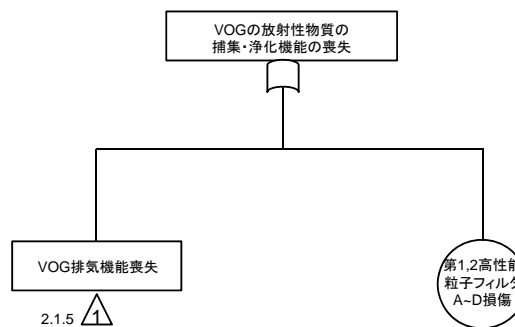 VOGの放射性物質の
捕集・浄化機能の喪失
VOG排気機能喪失
2.1.5
1
第1,2高性能
粒子フィルタ
A~D損傷